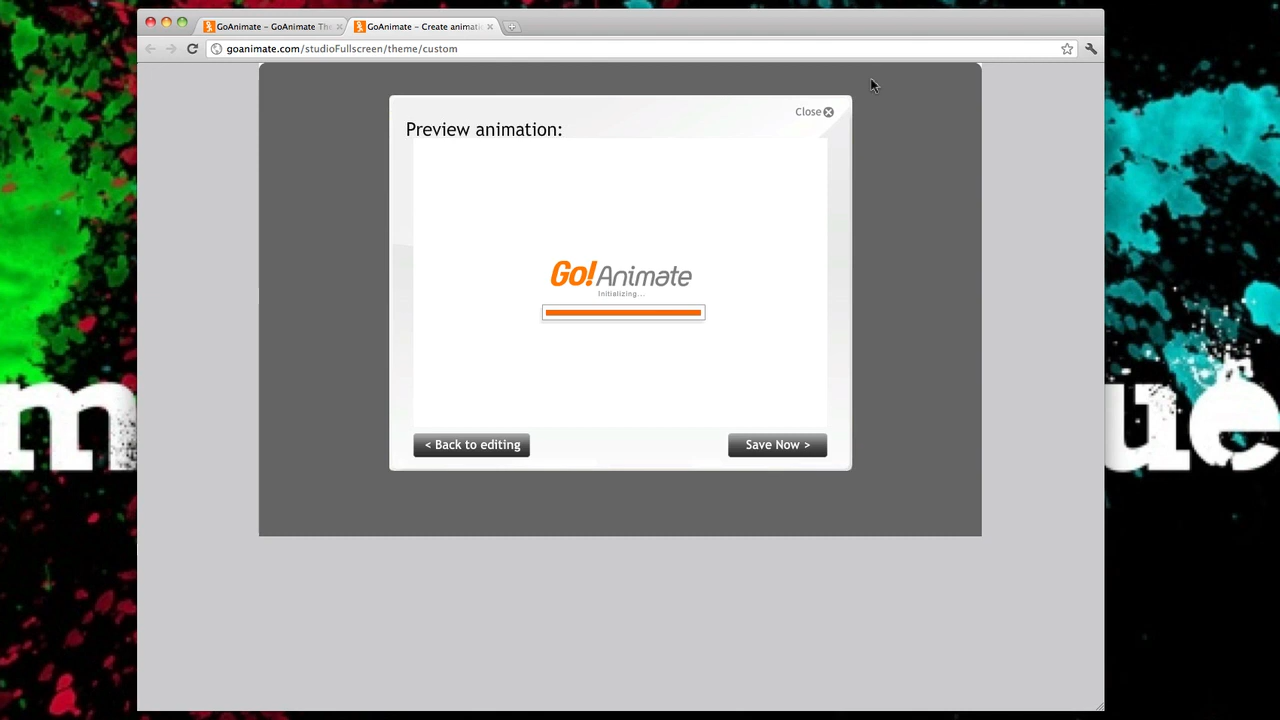 GoAnimate – GoAnimate Th
GoAnimate – Create animati
goanimate.com/studioFullscreen/theme/custom
Close
Preview animation:
Go!Animate
Initializing...
< Back to editing
Save Now >
m
ue